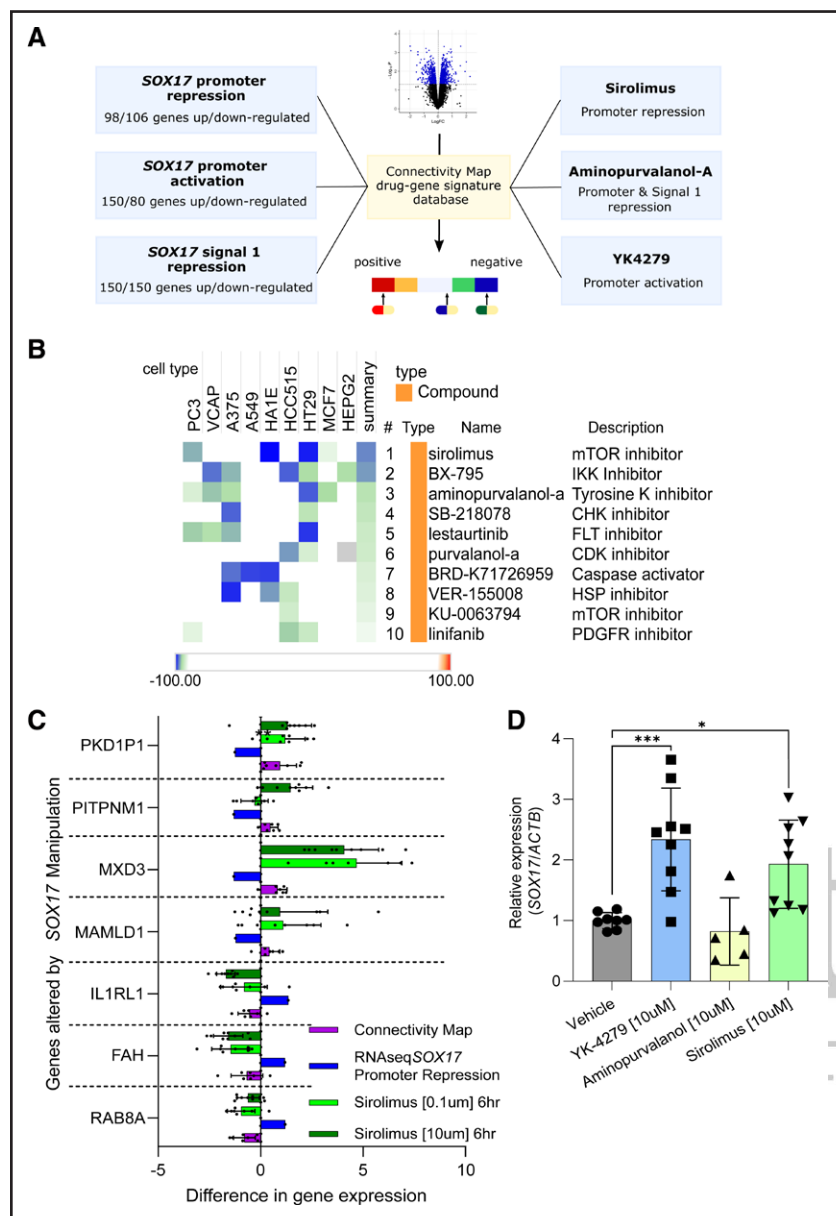 A
SOX17 promoter
repression
98/106 genes up/down-regulated
SOX17 promoter
activation
150/80 genes up/down-regulated
SOX17 signal 1
repression
150/150 genes up/down-regulated
LogFC
Connectivity Map
drug-gene signature
database
positive
negative
Sirolimus
Promoter repression
Aminopurvalanol-A
Promoter & Signal 1
repression
YK4279
Promoter activation
B
cell type
PC3
VCAP
A375
A549
HA1E
HCC515
HT29
MCF7
HEPG2
summary
type
Compound
# Type Name Description
1 sirolimus mTOR inhibitor
2 BX-795 IKK Inhibitor
3 aminopurvalanol-a Tyrosine K inhibitor
4 SB-218078 CHK inhibitor
5 lestaurtinib FLT inhibitor
6 purvalanol-a CDK inhibitor
7 BRD-K71726959 Caspase activator
8 VER-155008 HSP inhibitor
9 KU-0063794 mTOR inhibitor
10 linifanib PDGFR inhibitor
-100.00 100.00
C
Genes altered by SOX17 Manipulation
PKD1P1
**
PITPNM1
MXD3
MAMLD1
IL1RL1
FAH
RAB8A
Connectivity Map
RNAseqSOX17
Promoter Repression
Sirolimus [0.1um] 6hr
Sirolimus [10um] 6hr
-5 0 5 10
Difference in gene expression
D
Relative expression
(SOX17/ACTB)
4
3
2
1
0
***
*
Vehicle
YK-4279 [10uM]
Aminopurvalanol [10uM]
Sirolimus [10uM]